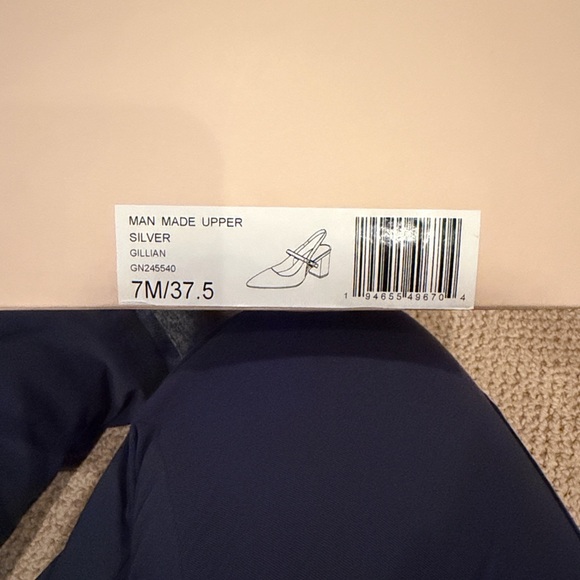 MAN MADE UPPER
SILVER
GILLIAN
GN245540
7M/37.5
1 94655 49670 4